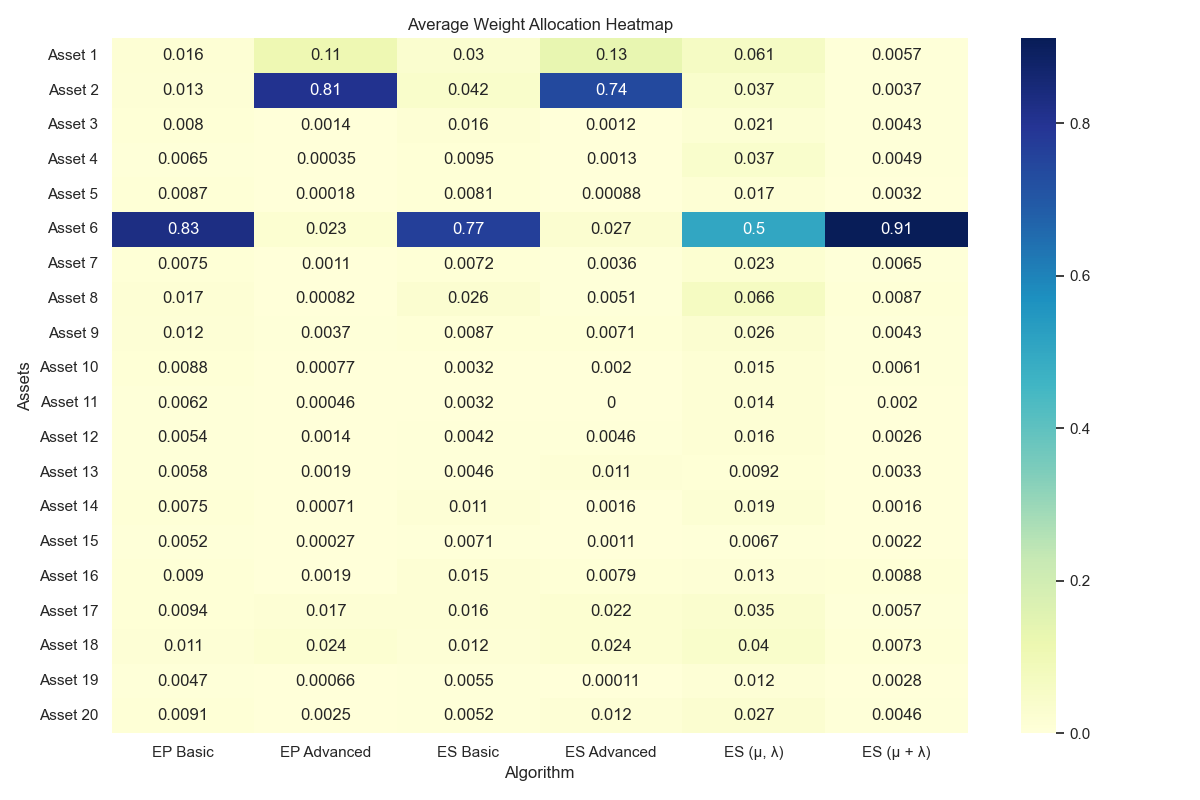 Average Weight Allocation Heatmap
Asset 1 0.016 0.11 0.03 0.13 0.061 0.0057
Asset 2 0.013 0.81 0.042 0.74 0.037 0.0037
Asset 3 0.008 0.0014 0.016 0.0012 0.021 0.0043
Asset 4 0.0065 0.00035 0.0095 0.0013 0.037 0.0049
Asset 5 0.0087 0.00018 0.0081 0.00088 0.017 0.0032
Asset 6 0.83 0.023 0.77 0.027 0.5 0.91
Asset 7 0.0075 0.0011 0.0072 0.0036 0.023 0.0065
Asset 8 0.017 0.00082 0.026 0.0051 0.066 0.0087
Asset 9 0.012 0.0037 0.0087 0.0071 0.026 0.0043
Asset 10 0.0088 0.00077 0.0032 0.002 0.015 0.0061
Asset 11 0.0062 0.00046 0.0032 0 0.014 0.002
Asset 12 0.0054 0.0014 0.0042 0.0046 0.016 0.0026
Asset 13 0.0058 0.0019 0.0046 0.011 0.0092 0.0033
Asset 14 0.0075 0.00071 0.011 0.0016 0.019 0.0016
Asset 15 0.0052 0.00027 0.0071 0.0011 0.0067 0.0022
Asset 16 0.009 0.0019 0.015 0.0079 0.013 0.0088
Asset 17 0.0094 0.017 0.016 0.022 0.035 0.0057
Asset 18 0.011 0.024 0.012 0.024 0.04 0.0073
Asset 19 0.0047 0.00066 0.0055 0.00011 0.012 0.0028
Asset 20 0.0091 0.0025 0.0052 0.012 0.027 0.0046
EP Basic EP Advanced ES Basic ES Advanced ES (μ, λ) ES (μ + λ)
Algorithm
Assets
0.8
0.6
0.4
0.2
0.0